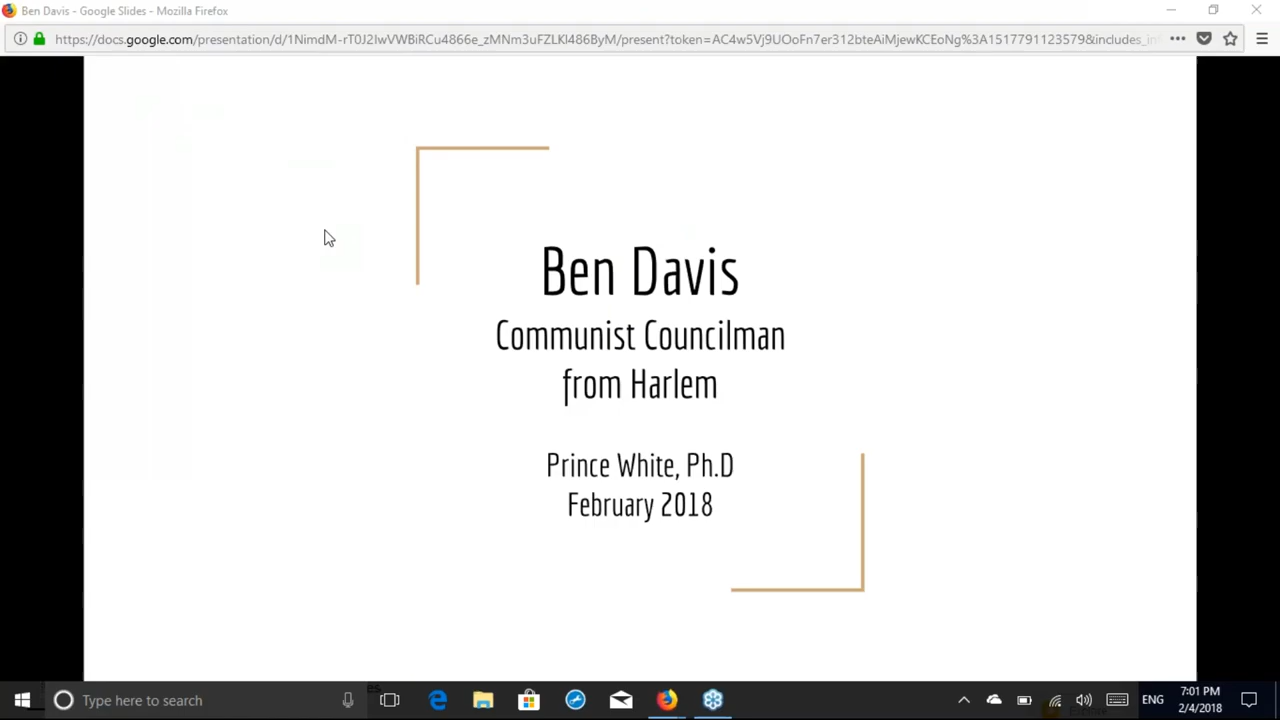 Ben Davis - Google Slides - Mozilla Firefox
https://docs.google.com/presentation/d/1NimdM-rT0J2IwVWBiRCu4866e_zMNm3uFZLKl486ByM/present?token=AC4w5Vj9UOoFn7er312bteAiMjewKCEoNg%3A1517791123579&includes_in
Ben Davis
Communist Councilman
from Harlem
Prince White, Ph.D
February 2018
Type here to search
ENG
7:01 PM
2/4/2018